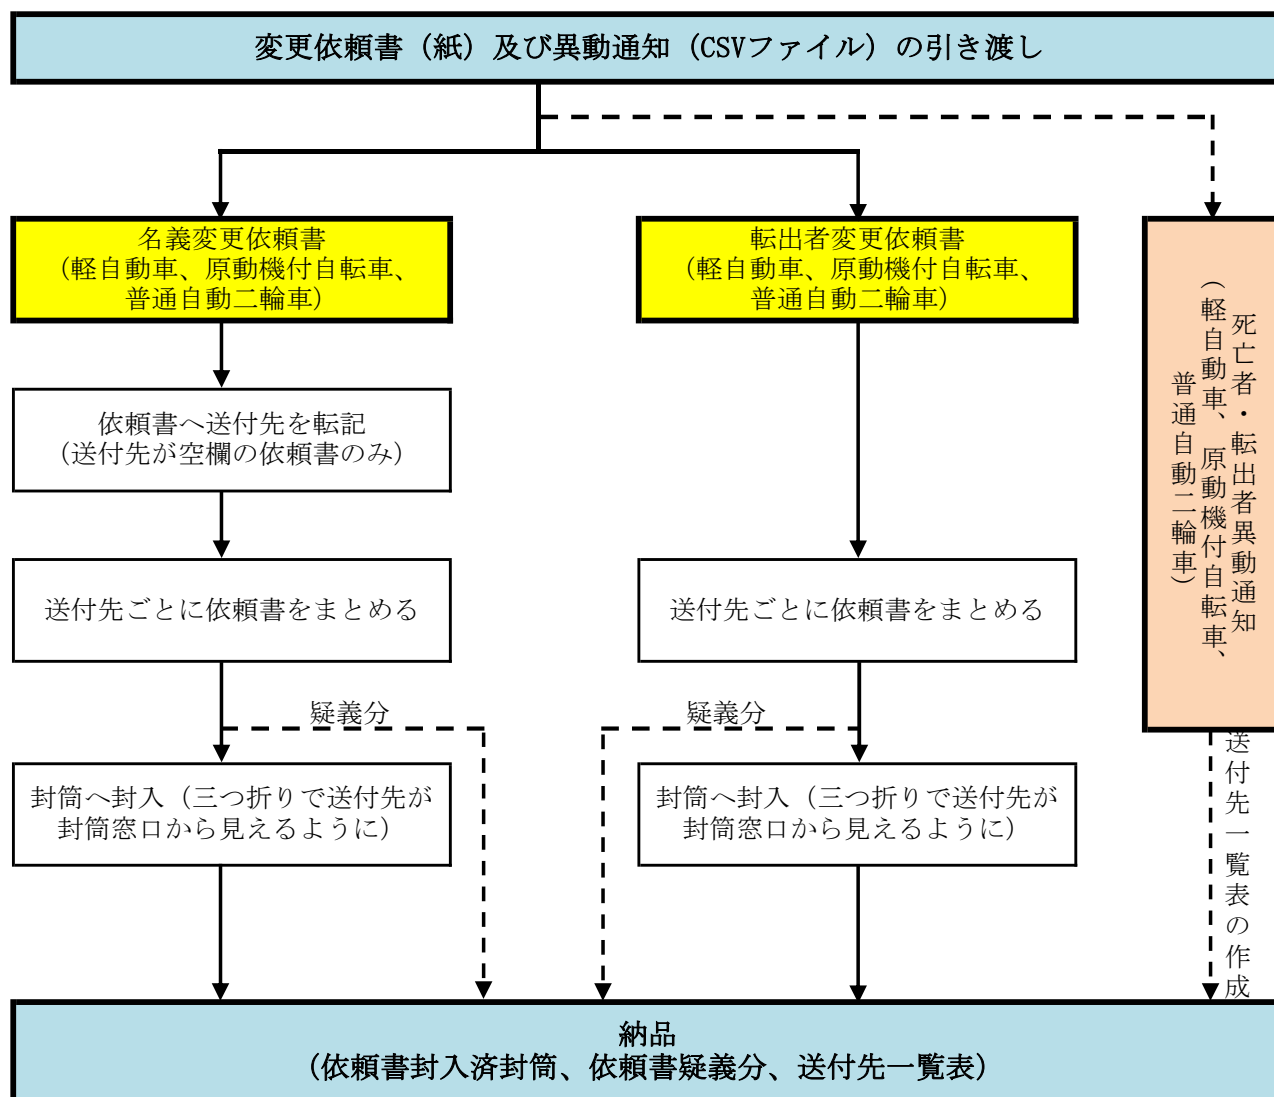 変更依頼書（紙）及び異動通知（CSVファイル）の引き渡し
名義変更依頼書
（軽自動車、原動機付自転車、
普通自動二輪車）
転出者変更依頼書
（軽自動車、原動機付自転車、
普通自動二輪車）
死亡者・転出者異動通知
（軽自動車、原動機付自転車、
普通自動二輪車）
依頼書へ送付先を転記
（送付先が空欄の依頼書のみ）
送付先ごとに依頼書をまとめる
送付先ごとに依頼書をまとめる
疑義分
疑義分
封筒へ封入（三つ折りで送付先が
封筒窓口から見えるように）
封筒へ封入（三つ折りで送付先が
封筒窓口から見えるように）
送付先一覧表の作成
納品
（依頼書封入済封筒、依頼書疑義分、送付先一覧表）